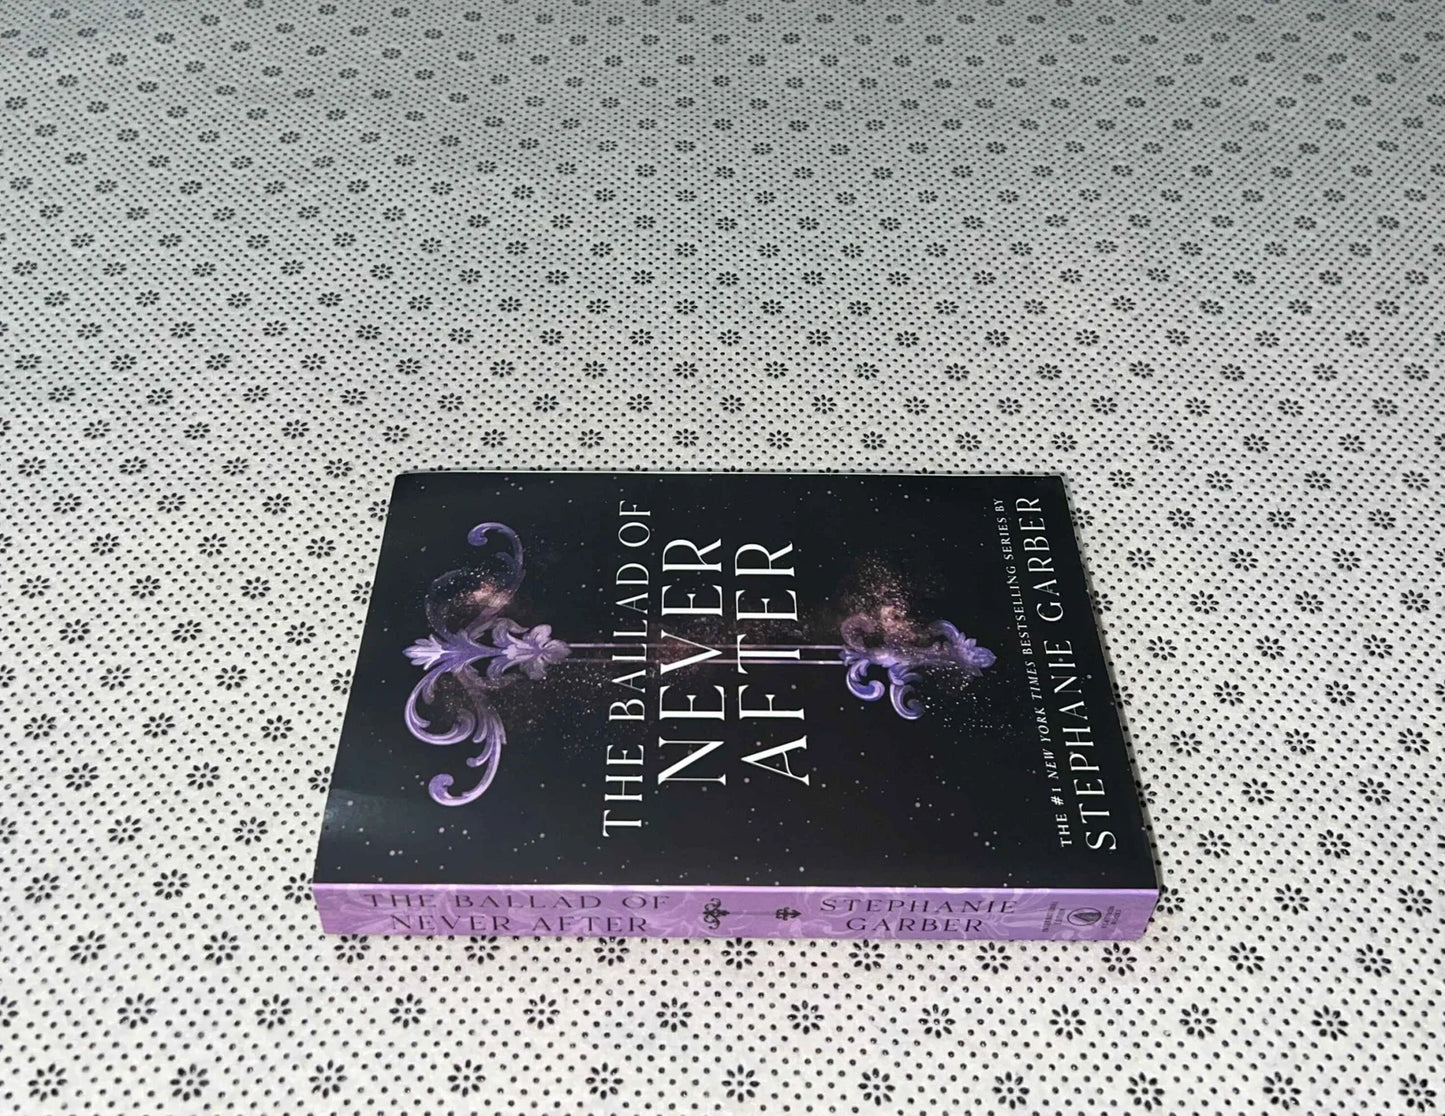 THE BALLAD OF
NEVER
AFTER
THE #1 NEW YORK TIMES BESTSELLING SERIES BY
STEPHANIE GARBER
THE BALLAD OF
NEVER AFTER
STEPHANIE
GARBER